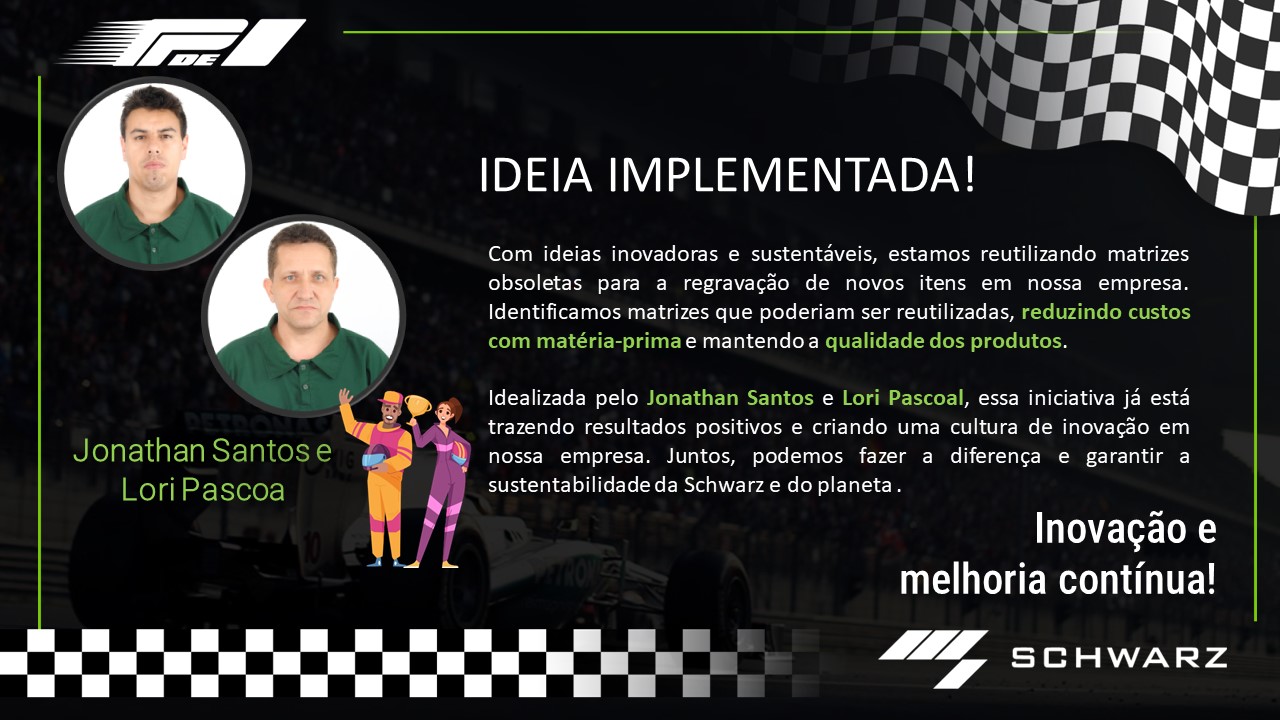 P DE I
IDEIA IMPLEMENTADA!
Com ideias inovadoras e sustentáveis, estamos reutilizando matrizes
obsoletas para a regravação de novos itens em nossa empresa.
Identificamos matrizes que poderiam ser reutilizadas, reduzindo custos
com matéria-prima e mantendo a qualidade dos produtos.
Idealizada pelo Jonathan Santos e Lori Pascoal, essa iniciativa já está
trazendo resultados positivos e criando uma cultura de inovação em
nossa empresa. Juntos, podemos fazer a diferença e garantir a
sustentabilidade da Schwarz e do planeta .
Jonathan Santos e
Lori Pascoa
Inovação e
melhoria contínua!
SCHWARZ
PETRONAS
10